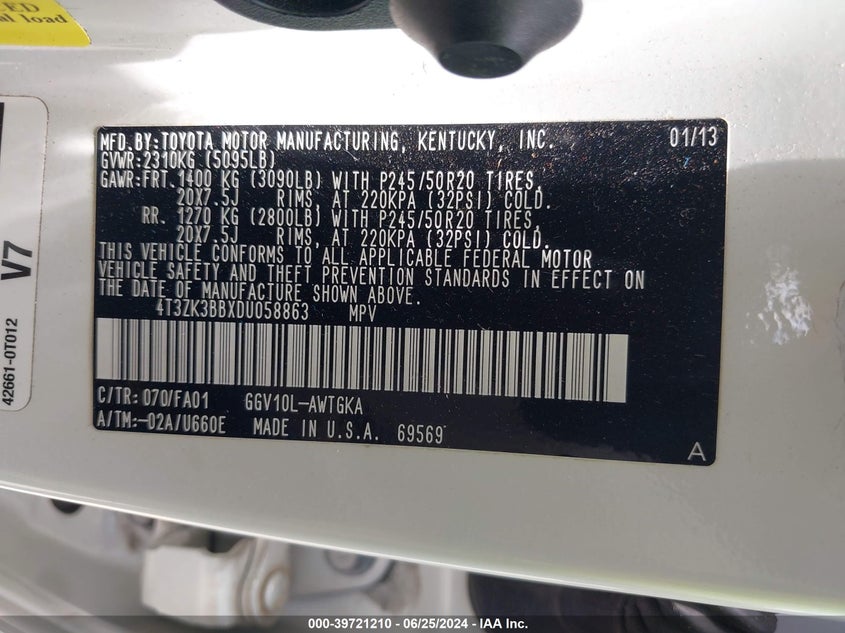 ED
al load
V7
42661-0T012
MFD.BY:TOYOTA MOTOR MANUFACTURING, KENTUCKY, INC. 01/13
GVWR:2310KG (5095LB)
GAWR:FRT.1400 KG (3090LB) WITH P245/50R20 TIRES,
20X7.5J RIMS, AT 220KPA (32PSI) COLD.
RR. 1270 KG (2800LB) WITH P245/50R20 TIRES,
20X7.5J RIMS, AT 220KPA (32PSI) COLD.
THIS VEHICLE CONFORMS TO ALL APPLICABLE FEDERAL MOTOR
VEHICLE SAFETY AND THEFT PREVENTION STANDARDS IN EFFECT ON
THE DATE OF MANUFACTURE SHOWN ABOVE.
4T3ZK3BBXDU058863 MPV
C/TR:070/FA01 GGV10L-AWTGKA
A/TM:-02A/U660E MADE IN U.S.A. 69569
A
000-39721210 / 06/25/2024 / IAA Inc.